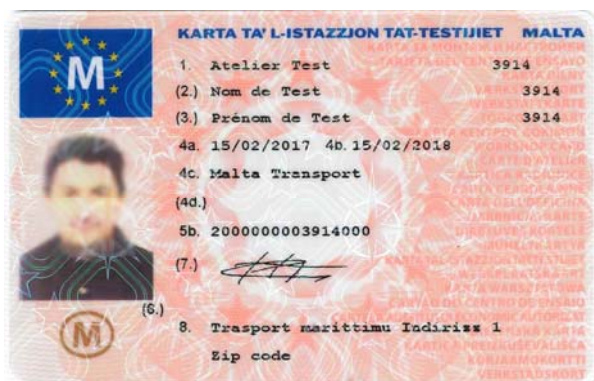 KARTA TA' L-ISTAZZJON TAT-TESTIJIET MALTA
M
1. Atelier Test 3914
(2.) Nom de Test 3914
(3.) Prénom de Test 3914
4a. 15/02/2017 4b. 15/02/2018
4c. Malta Transport
(4d.)
5b. 2000000003914000
(7.)
(6.)
M
8. Trasport marittimu Indirizz 1
Zip code